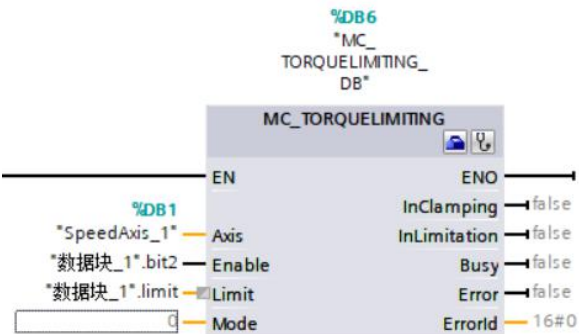 %DB6
"MC_
TORQUELIMITING_
DB"
MC_TORQUELIMITING
EN ENO
InClamping false
%DB1
"SpeedAxis_1" Axis InLimitation false
"数据块_1".bit2 Enable Busy false
"数据块_1".limit Limit Error false
0 Mode ErrorId 16#0